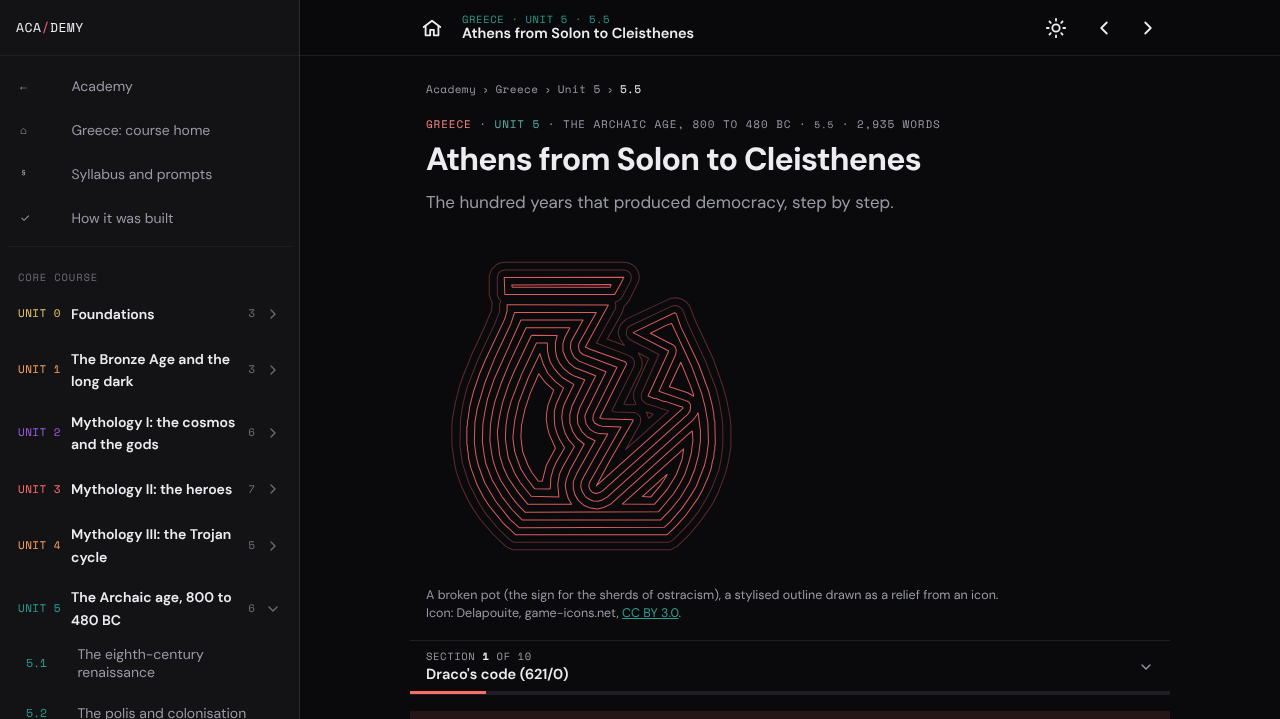 ACA/DEMY
← Academy
⌂ Greece: course home
§ Syllabus and prompts
✓ How it was built
CORE COURSE
UNIT 0 Foundations 3
UNIT 1 The Bronze Age and the long dark 3
UNIT 2 Mythology I: the cosmos and the gods 6
UNIT 3 Mythology II: the heroes 7
UNIT 4 Mythology III: the Trojan cycle 5
UNIT 5 The Archaic age, 800 to 480 BC 6
5.1 The eighth-century renaissance
5.2 The polis and colonisation
GREECE · UNIT 5 · 5.5
Athens from Solon to Cleisthenes
Academy › Greece › Unit 5 › 5.5
GREECE · UNIT 5 · THE ARCHAIC AGE, 800 TO 480 BC · 5.5 · 2,935 WORDS
Athens from Solon to Cleisthenes
The hundred years that produced democracy, step by step.
A broken pot (the sign for the sherds of ostracism), a stylised outline drawn as a relief from an icon.
Icon: Delapouite, game-icons.net, CC BY 3.0.
SECTION 1 OF 10
Draco's code (621/0)